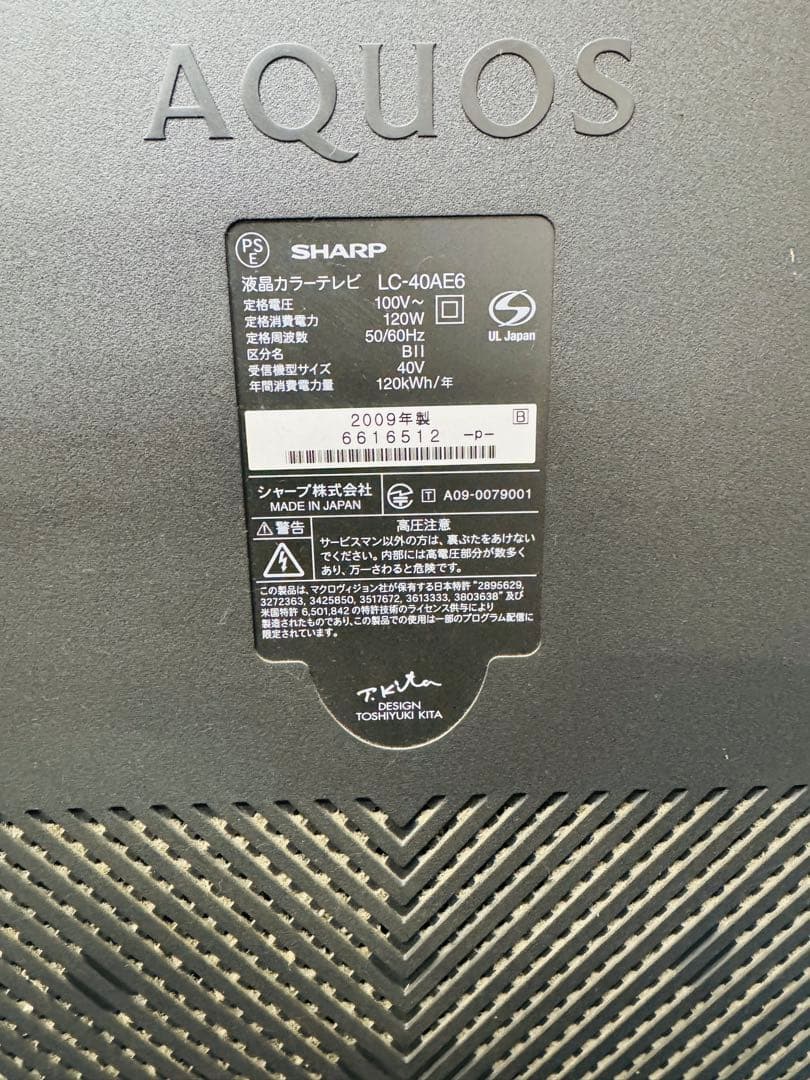 AQUOS
PS
E
SHARP
液晶カラーテレビ LC-40AE6
定格電圧 100V～
定格消費電力 120W
定格周波数 50/60Hz
区分名 BII
受信機型サイズ 40V
年間消費電力量 120kWh/年
S
UL Japan
2009年製 B
6616512 -p-
シャープ株式会社
MADE IN JAPAN
T A09-0079001
警告
高圧注意
サービスマン以外の方は、裏ぶたをあけない
でください。内部には高電圧部分が数多く
あり、万一さわると危険です。
この製品は、マクロヴィジョン社が保有する日本特許 "2895629,
3272363, 3425850, 3517672, 3613333, 3803638" 及び
米国特許 6,501,842 の特許技術のライセンス供与により
製造されたものであり、この製品での使用は一部のプログラム配信に
限定されています。
T. Kita
DESIGN
TOSHIYUKI KITA